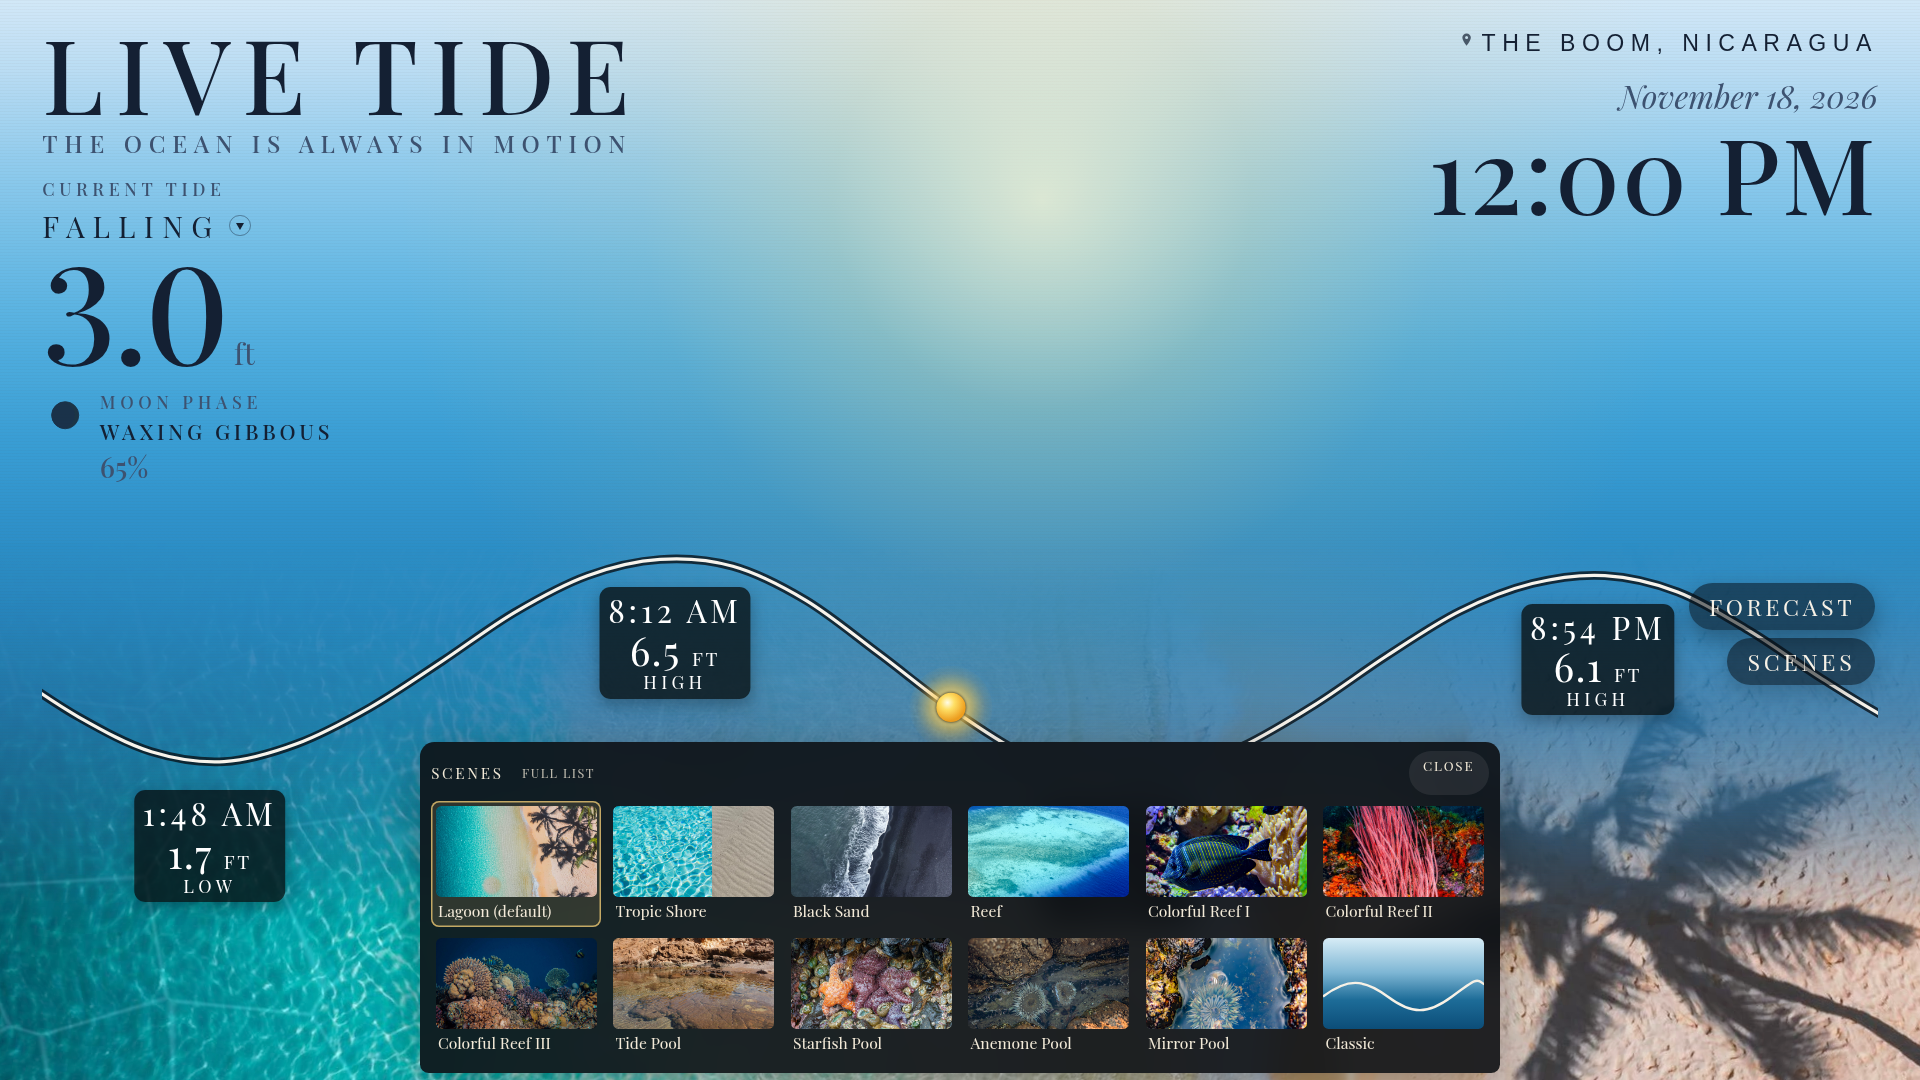 LIVE TIDE
THE OCEAN IS ALWAYS IN MOTION
CURRENT TIDE
FALLING
3.0 ft
MOON PHASE
WAXING GIBBOUS
65%
THE BOOM, NICARAGUA
November 18, 2026
12:00 PM
8:12 AM
6.5 FT
HIGH
8:54 PM
6.1 FT
HIGH
FORECAST
SCENES
1:48 AM
1.7 FT
LOW
SCENES FULL LIST
CLOSE
Lagoon (default)
Tropic Shore
Black Sand
Reef
Colorful Reef I
Colorful Reef II
Colorful Reef III
Tide Pool
Starfish Pool
Anemone Pool
Mirror Pool
Classic